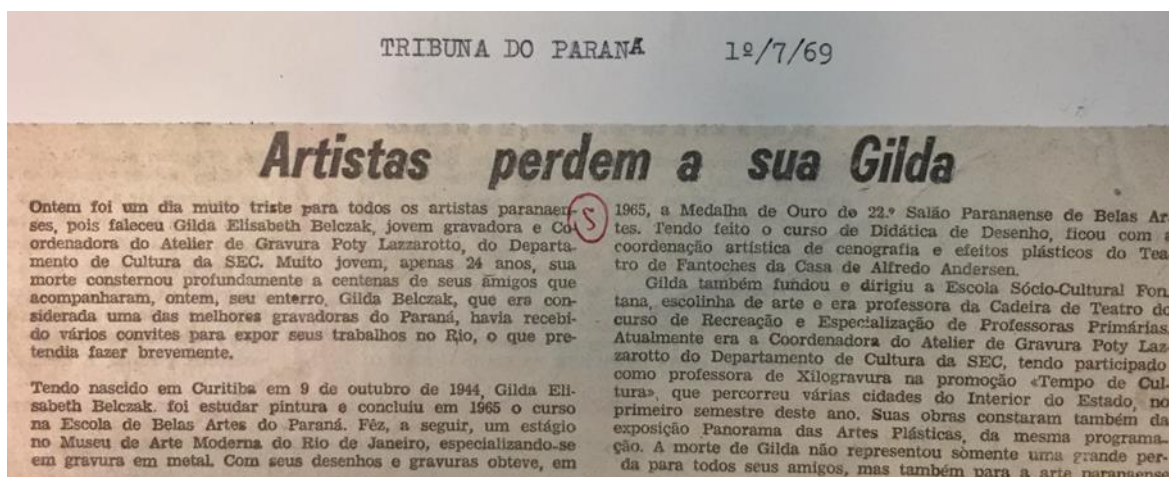 TRIBUNA DO PARANÁ 1º/7/69
Artistas perdem a sua Gilda
Ontem foi um dia muito triste para todos os artistas paranaen-
ses, pois faleceu Gilda Elisabeth Belczak, jovem gravadora e Co
ordenadora do Atelier de Gravura Poty Lazzarotto, do Departa-
mento de Cultura da SEC. Muito jovem, apenas 24 anos, sua
morte consternou profundamente a centenas de seus amigos que
acompanharam, ontem, seu enterro. Gilda Belczak, que era con-
siderada uma das melhores gravadoras do Paraná, havia recebi-
do vários convites para expor seus trabalhos no Rio, o que pre-
tendia fazer brevemente.
Tendo nascido em Curitiba em 9 de outubro de 1944, Gilda Eli-
sabeth Belczak. foi estudar pintura e concluiu em 1965 o curso
na Escola de Belas Artes do Paraná. Fêz, a seguir, um estágio
no Museu de Arte Moderna do Rio de Janeiro, especializando-se
em gravura em metal. Com seus desenhos e gravuras obteve, em
S
1965, a Medalha de Ouro do 22.º Salão Paranaense de Belas Ar
tes. Tendo feito o curso de Didática de Desenho, ficou com a
coordenação artística de cenografia e efeitos plásticos do Tea
tro de Fantoches da Casa de Alfredo Andersen.
Gilda também fundou e dirigiu a Escola Sócio-Cultural Fon
tana, escolinha de arte e era professora da Cadeira de Teatro do
curso de Recreação e Especialização de Professoras Primárias.
Atualmente era a Coordenadora do Atelier de Gravura Poty Laz
zarotto do Departamento de Cultura da SEC, tendo participado
como professora de Xilogravura na promoção «Tempo de Cul-
tura», que percorreu várias cidades do Interior do Estado, no
primeiro semestre deste ano. Suas obras constaram também da
exposição Panorama das Artes Plásticas, da mesma programa-
ção. A morte de Gilda não representou sòmente uma grande per-
da para todos seus amigos, mas também para a arte paranaense